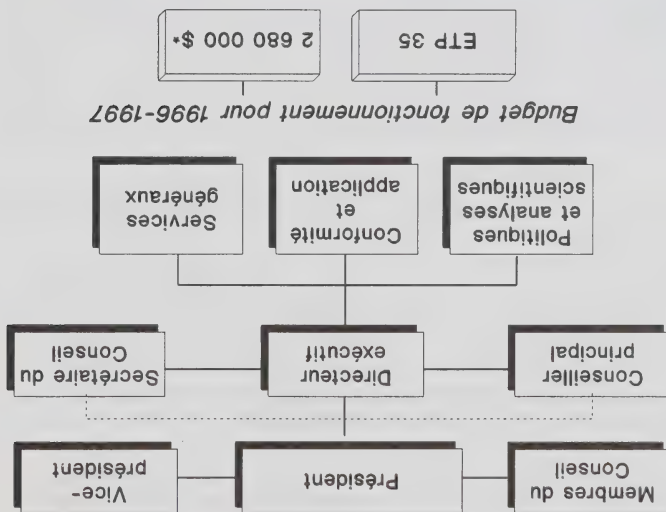 Membres du
Conseil
Président
Vice-
président
Conseiller
principal
Directeur
exécutif
Secrétaire du
Conseil
Politiques
et analyses
scientifiques
Conformité
et
application
Services
généraux
Budget de fonctionnement pour 1996-1997
ETP 35
2 680 000 $*